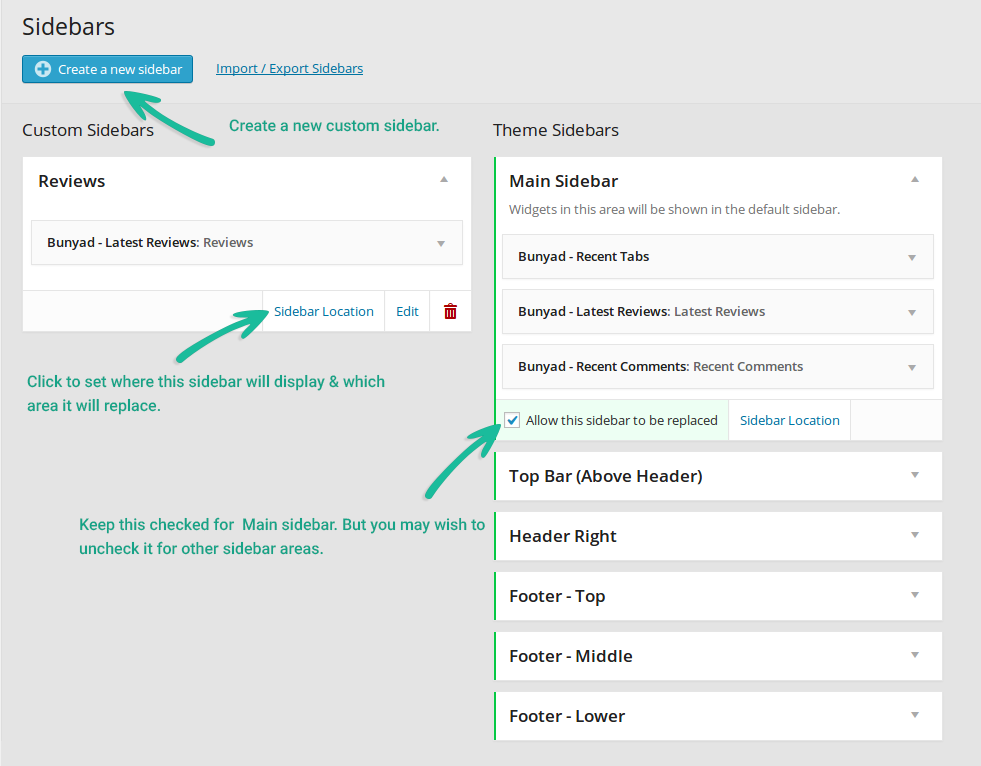 Sidebars
Create a new sidebar
Import / Export Sidebars
Create a new custom sidebar.
Custom Sidebars
Reviews
Bunyad - Latest Reviews: Reviews
Sidebar Location
Edit
Click to set where this sidebar will display & which
area it will replace.
Theme Sidebars
Main Sidebar
Widgets in this area will be shown in the default sidebar.
Bunyad - Recent Tabs
Bunyad - Latest Reviews: Latest Reviews
Bunyad - Recent Comments: Recent Comments
Allow this sidebar to be replaced
Sidebar Location
Keep this checked for  Main sidebar. But you may wish to
uncheck it for other sidebar areas.
Top Bar (Above Header)
Header Right
Footer - Top
Footer - Middle
Footer - Lower